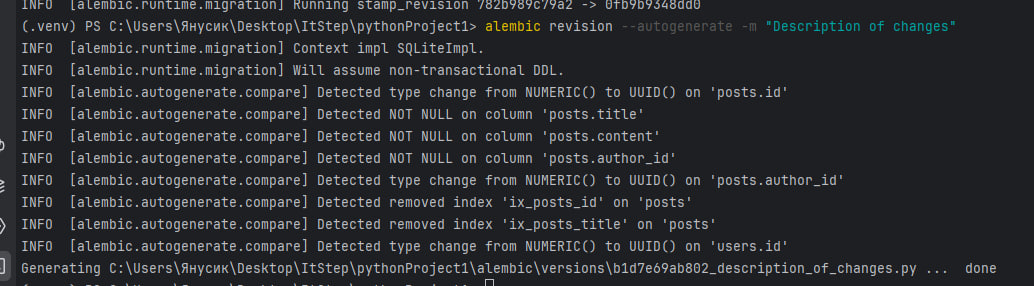 INFO  [alembic.runtime.migration] Running stamp_revision 782b989c79a2 -> 0fb9b9348dd0
(.venv) PS C:\Users\Янусик\Desktop\ItStep\pythonProject1> alembic revision --autogenerate -m "Description of changes"
INFO  [alembic.runtime.migration] Context impl SQLiteImpl.
INFO  [alembic.runtime.migration] Will assume non-transactional DDL.
INFO  [alembic.autogenerate.compare] Detected type change from NUMERIC() to UUID() on 'posts.id'
INFO  [alembic.autogenerate.compare] Detected NOT NULL on column 'posts.title'
INFO  [alembic.autogenerate.compare] Detected NOT NULL on column 'posts.content'
INFO  [alembic.autogenerate.compare] Detected NOT NULL on column 'posts.author_id'
INFO  [alembic.autogenerate.compare] Detected type change from NUMERIC() to UUID() on 'posts.author_id'
INFO  [alembic.autogenerate.compare] Detected removed index 'ix_posts_id' on 'posts'
INFO  [alembic.autogenerate.compare] Detected removed index 'ix_posts_title' on 'posts'
INFO  [alembic.autogenerate.compare] Detected type change from NUMERIC() to UUID() on 'users.id'
Generating C:\Users\Янусик\Desktop\ItStep\pythonProject1\alembic\versions\b1d7e69ab802_description_of_changes.py ...  done